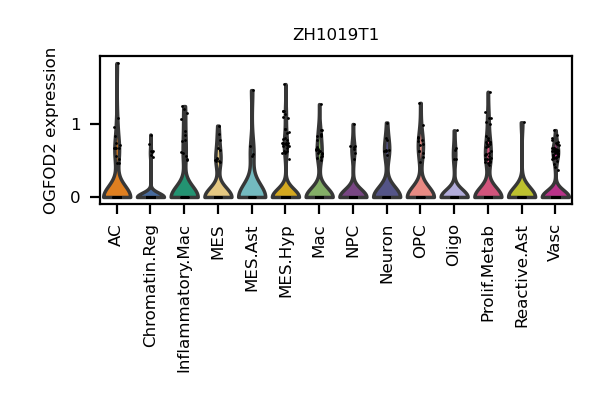 ZH1019T1
OGFOD2 expression
1
0
AC
Chromatin.Reg
Inflammatory.Mac
MES
MES.Ast
MES.Hyp
Mac
NPC
Neuron
OPC
Oligo
Prolif.Metab
Reactive.Ast
Vasc